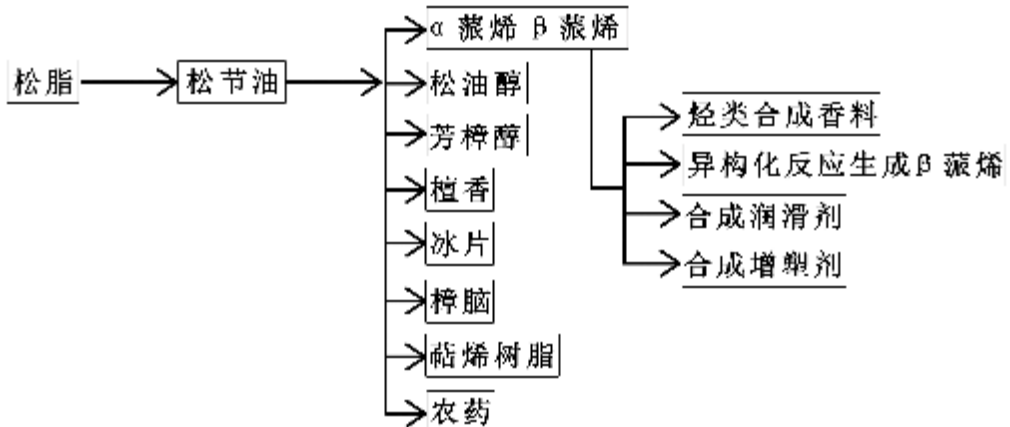 松脂
松节油
α蒎烯 β蒎烯
松油醇
芳樟醇
檀香
冰片
樟脑
萜烯树脂
农药
烃类合成香料
异构化反应生成β蒎烯
合成润滑剂
合成增塑剂